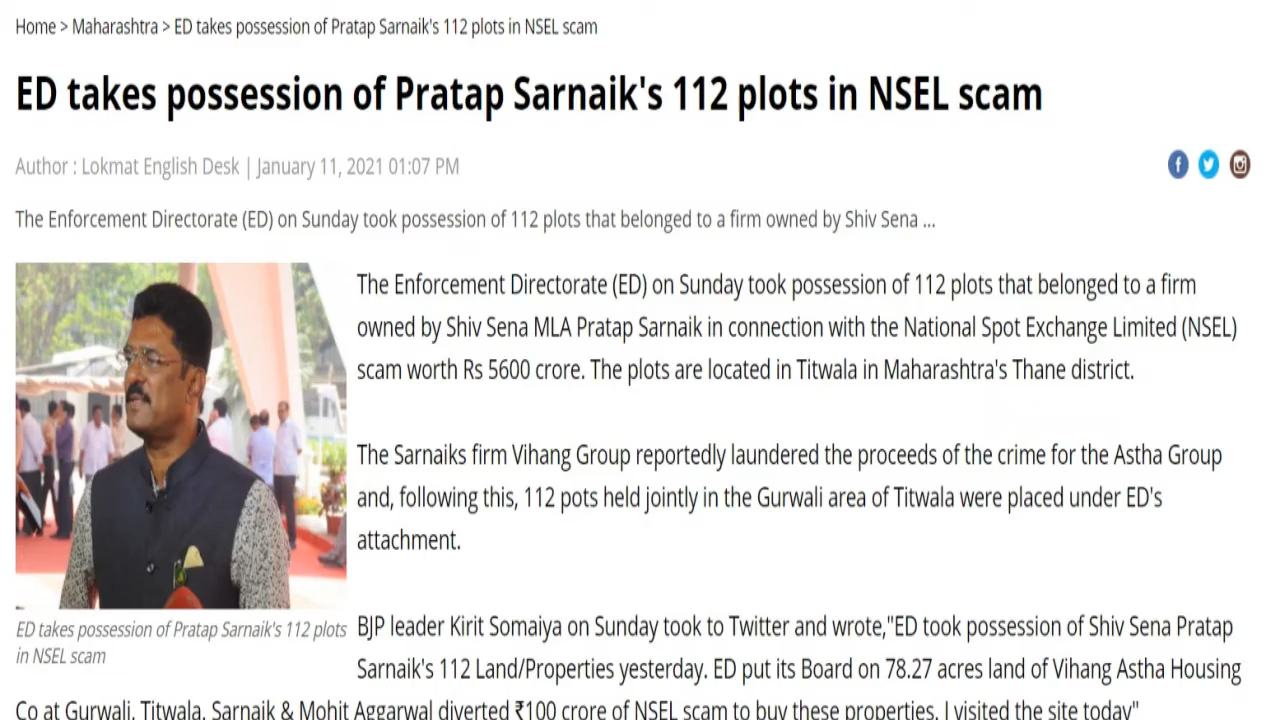 Home > Maharashtra > ED takes possession of Pratap Sarnaik's 112 plots in NSEL scam
ED takes possession of Pratap Sarnaik's 112 plots in NSEL scam
Author : Lokmat English Desk | January 11, 2021 01:07 PM
The Enforcement Directorate (ED) on Sunday took possession of 112 plots that belonged to a firm owned by Shiv Sena ...
The Enforcement Directorate (ED) on Sunday took possession of 112 plots that belonged to a firm
owned by Shiv Sena MLA Pratap Sarnaik in connection with the National Spot Exchange Limited (NSEL)
scam worth Rs 5600 crore. The plots are located in Titwala in Maharashtra's Thane district.
The Sarnaiks firm Vihang Group reportedly laundered the proceeds of the crime for the Astha Group
and, following this, 112 pots held jointly in the Gurwali area of Titwala were placed under ED's
attachment.
ED takes possession of Pratap Sarnaik's 112 plots
in NSEL scam
BJP leader Kirit Somaiya on Sunday took to Twitter and wrote,"ED took possession of Shiv Sena Pratap
Sarnaik's 112 Land/Properties yesterday. ED put its Board on 78.27 acres land of Vihang Astha Housing
Co at Gurwali, Titwala. Sarnaik & Mohit Aggarwal diverted ₹100 crore of NSEL scam to buy these properties. I visited the site today"